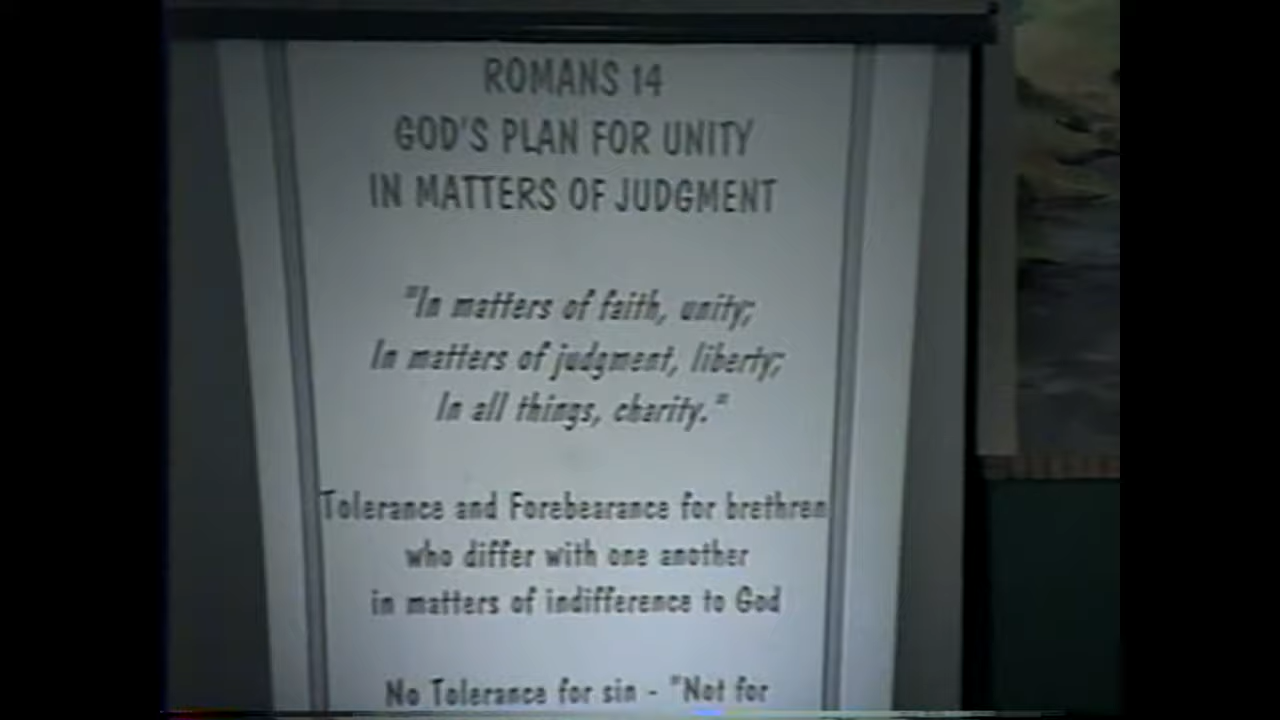 ROMANS 14
GOD'S PLAN FOR UNITY
IN MATTERS OF JUDGMENT
"In matters of faith, unity;
In matters of judgment, liberty;
In all things, charity."
Tolerance and Forebearance for brethren
who differ with one another
in matters of indifference to God
No Tolerance for sin - "Not for